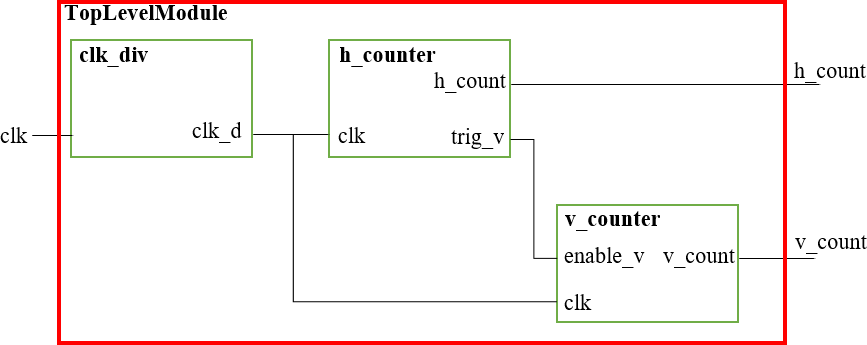 TopLevelModule
clk_div
h_counter
h_count
h_count
clk
clk_d
clk
trig_v
v_counter
enable_v v_count
v_count
clk